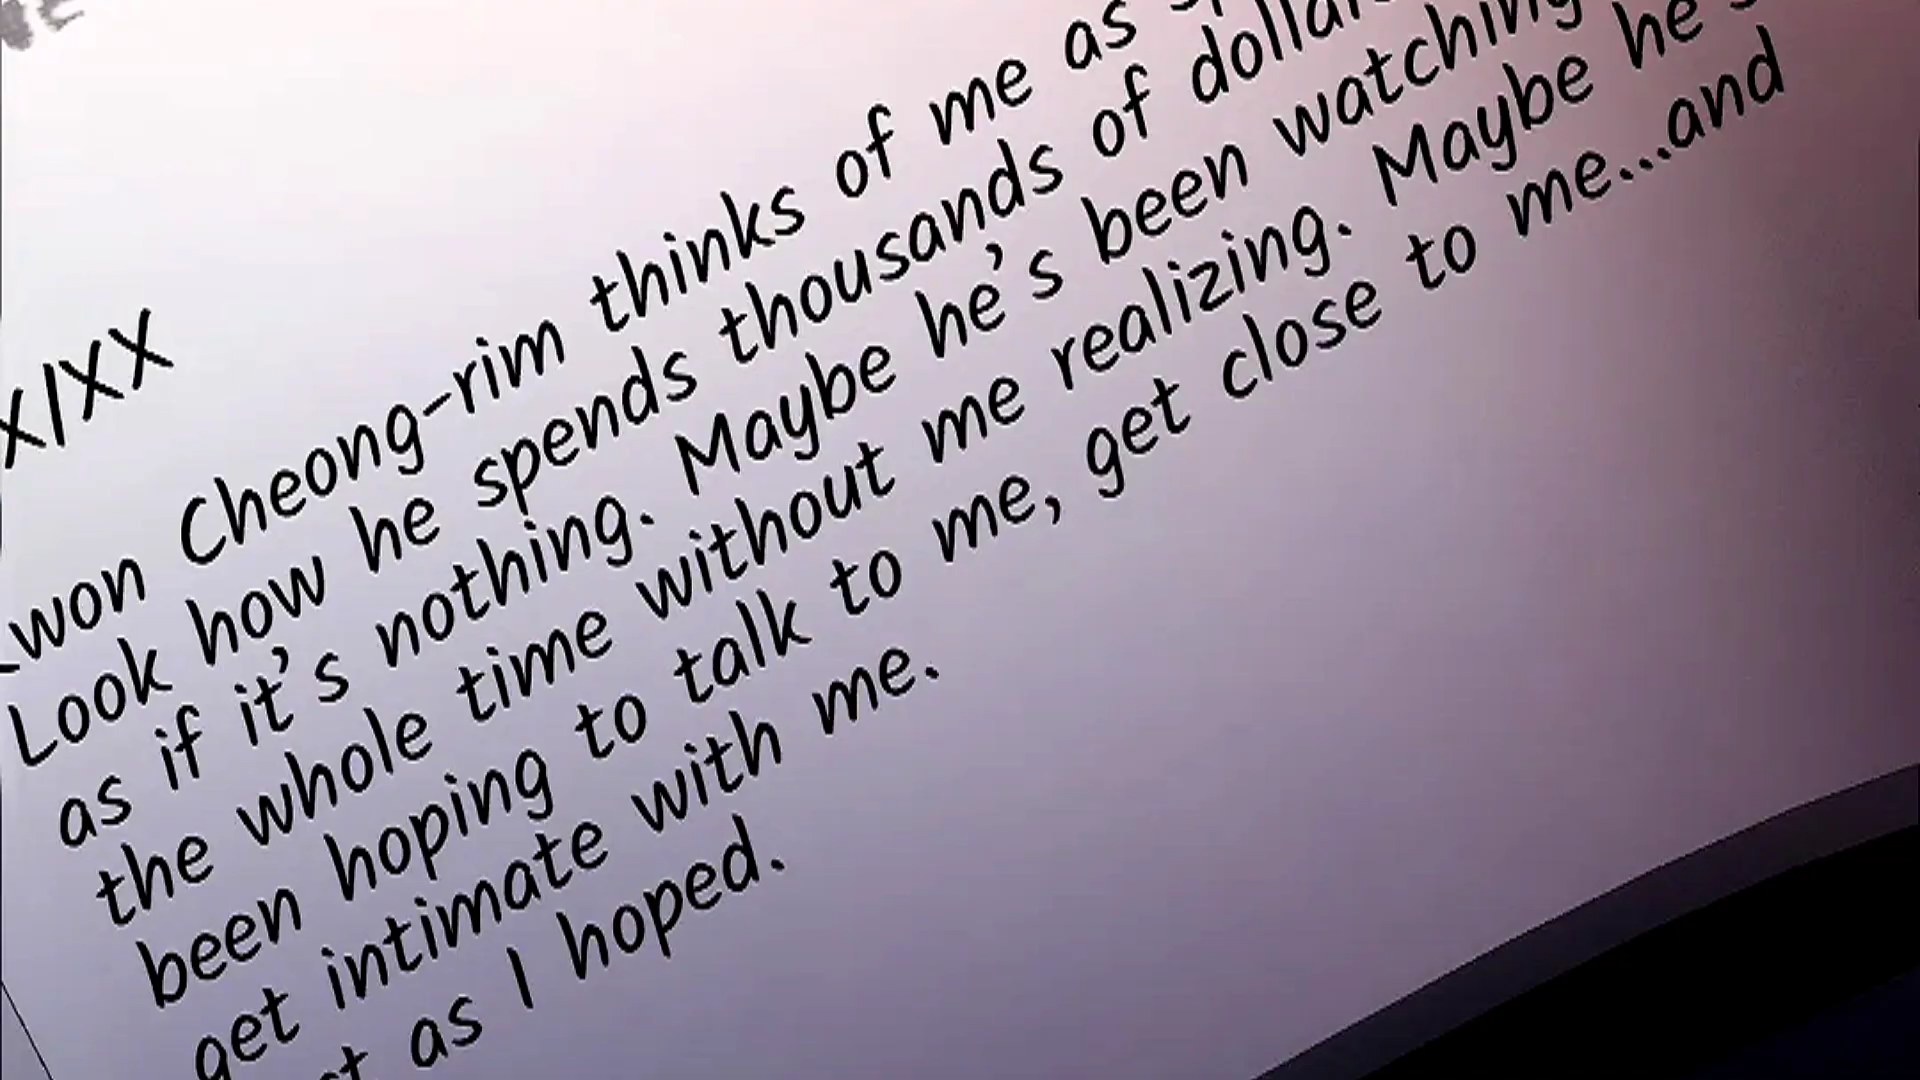 X/XX
Kwon Cheong-rim thinks of me as
Look how he spends thousands of dollars
as if it's nothing. Maybe he's been watching
the whole time without me realizing. Maybe he's
been hoping to talk to me, get close to me...and
get intimate with me.
as I hoped.